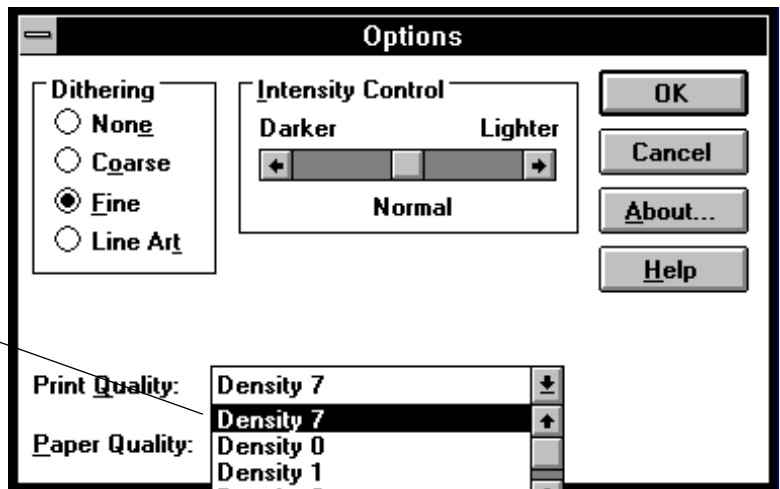 Options
Dithering
None
Coarse
Fine
Line Art
Intensity Control
Darker Lighter
Normal
OK
Cancel
About...
Help
Print Quality: Density 7
Density 7
Paper Quality: Density 0
Density 1